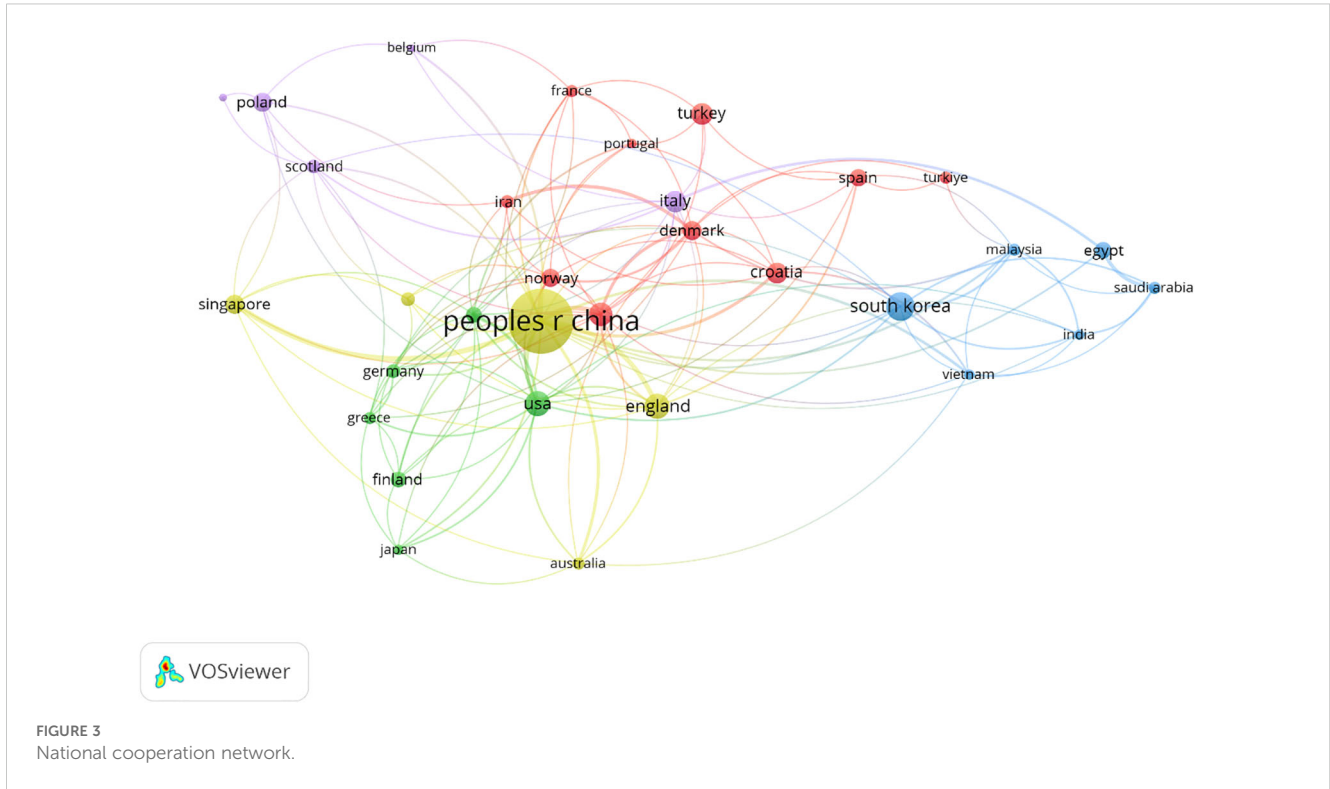 belgium
france
poland
turkey
portugal
scotland
spain
turkiye
iran
italy
denmark
malaysia
egypt
croatia
norway
saudi arabia
singapore
south korea
peoples r china
india
germany
vietnam
usa
england
greece
finland
japan
australia
VOSviewer
FIGURE 3
National cooperation network.